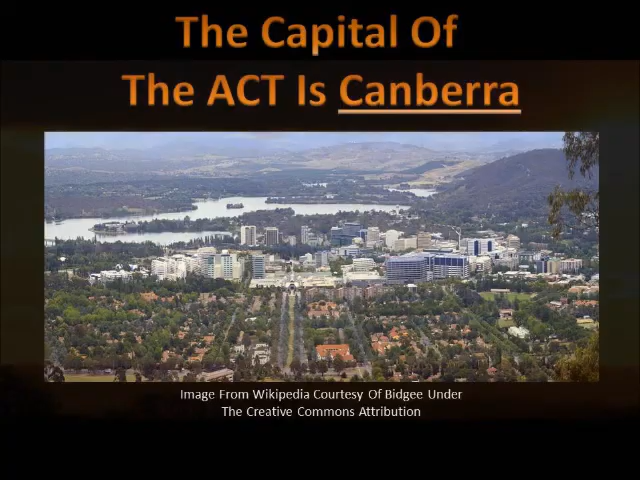 The Capital Of
The ACT Is Canberra
Image From Wikipedia Courtesy Of Bidgee Under
The Creative Commons Attribution